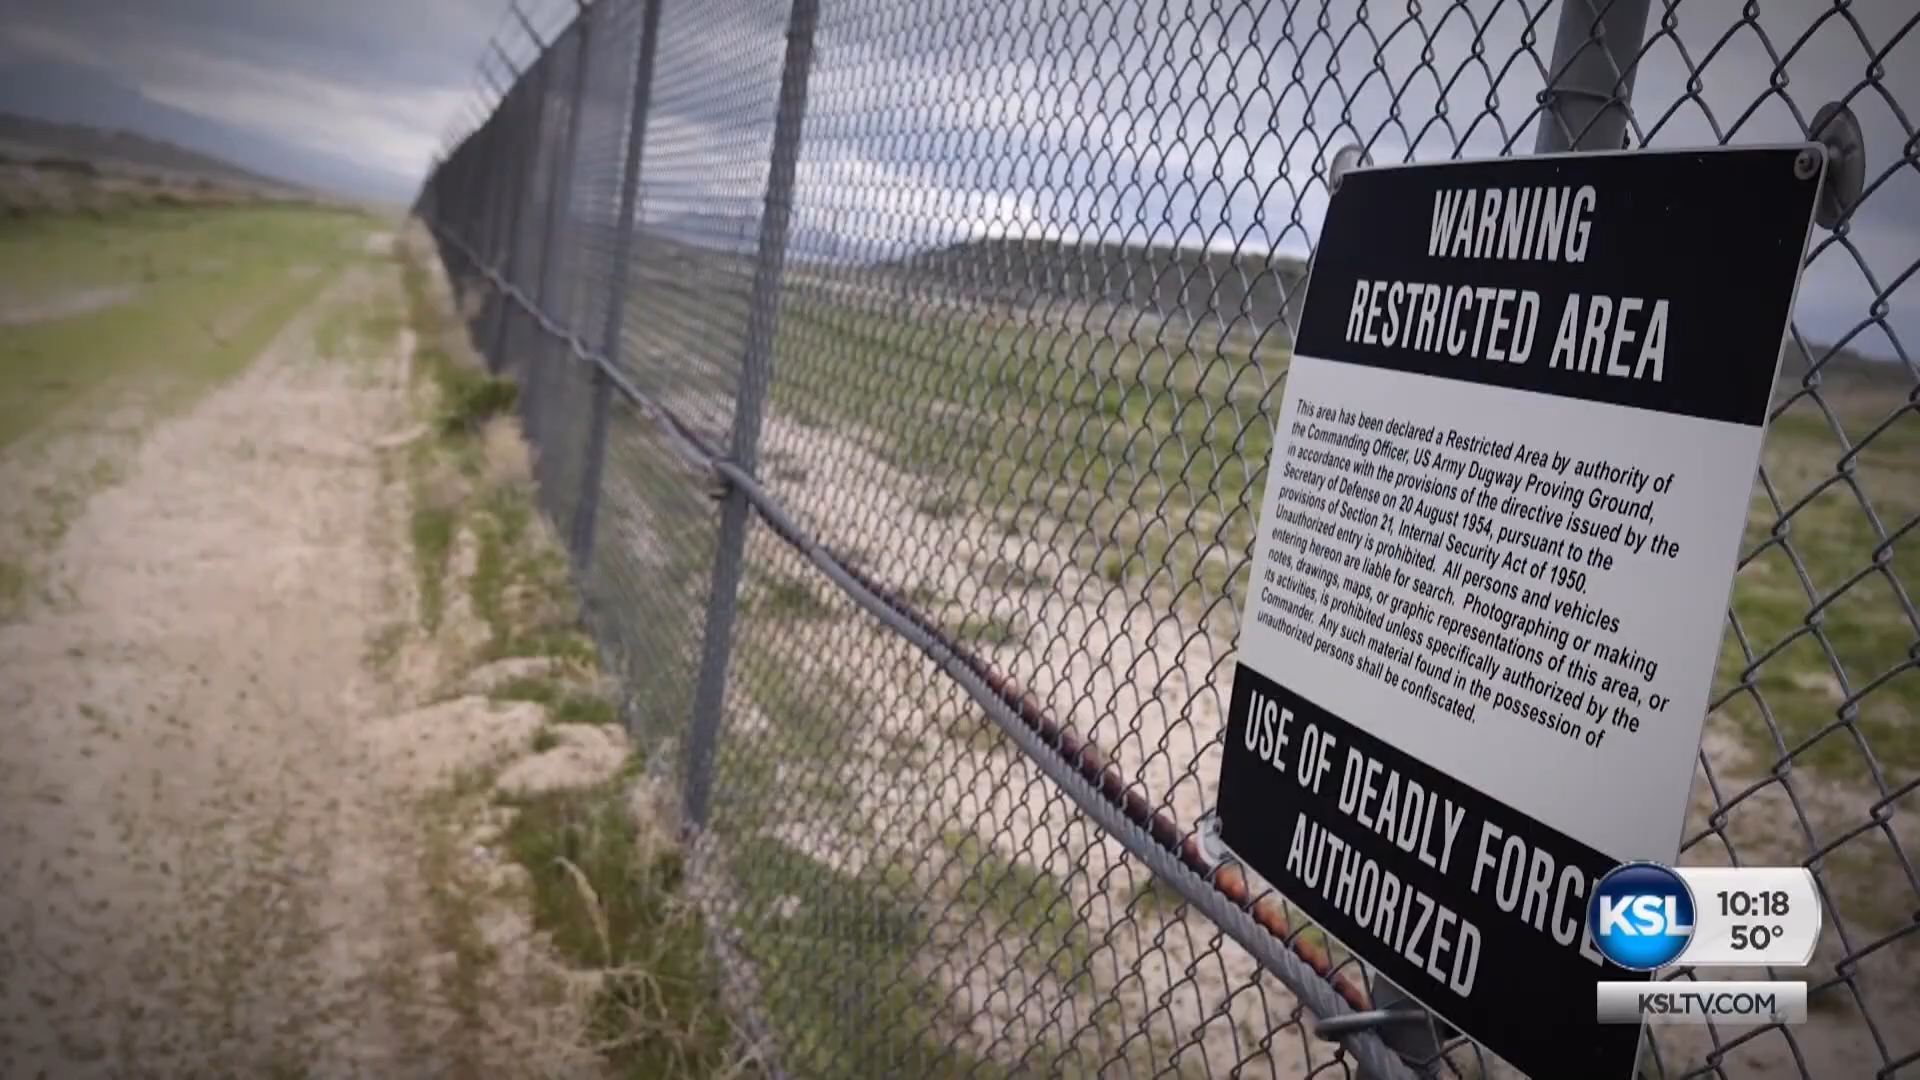 WARNING
RESTRICTED AREA
This area has been declared a Restricted Area by authority of
the Commanding Officer, US Army Dugway Proving Ground,
in accordance with the provisions of the directive issued by the
Secretary of Defense on 20 August 1954, pursuant to the
provisions of Section 21, Internal Security Act of 1950.
Unauthorized entry is prohibited. All persons and vehicles
entering hereon are liable for search. Photographing or making
notes, drawings, maps, or graphic representations of this area, or
its activities, is prohibited unless specifically authorized by the
Commander. Any such material found in the possession of
unauthorized persons shall be confiscated.
USE OF DEADLY FORCE
AUTHORIZED
KSL
10:18
50°
KSLTV.COM